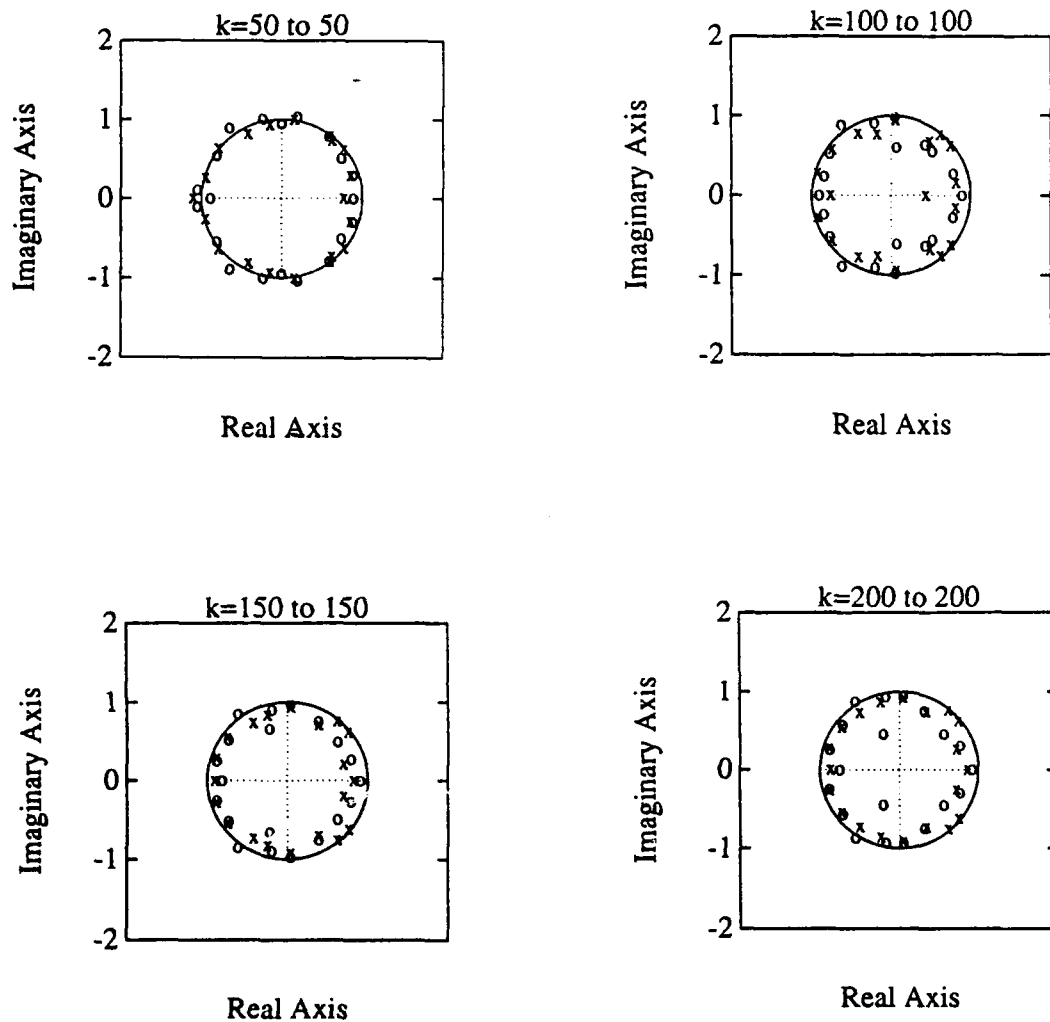 k=50 to 50
2
1
0
-1
-2
Imaginary Axis
Real Axis
k=100 to 100
2
1
0
-1
-2
Imaginary Axis
Real Axis
k=150 to 150
2
1
0
-1
-2
Imaginary Axis
Real Axis
k=200 to 200
2
1
0
-1
-2
Imaginary Axis
Real Axis